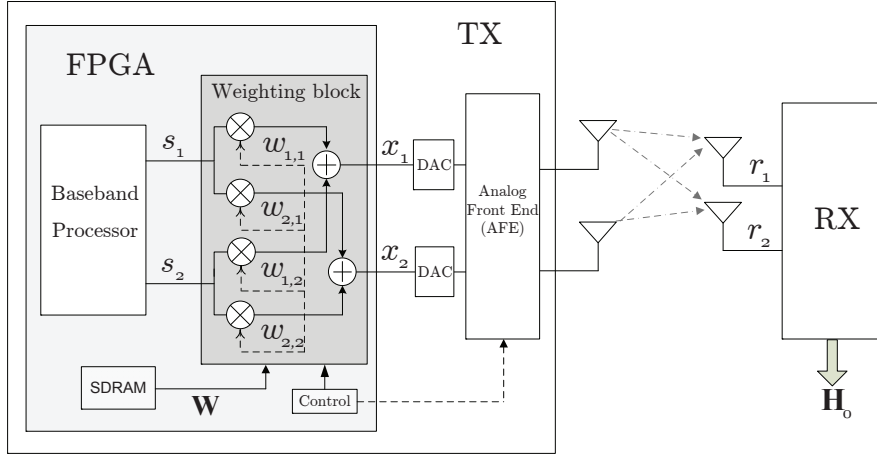 TX
FPGA
Weighting block
Baseband
Processor
s₁
s₂
w₁,₁
w₂,₁
w₁,₂
w₂,₂
x₁
x₂
DAC
DAC
Analog
Front End
(AFE)
r₁
r₂
RX
SDRAM
W
Control
H₀